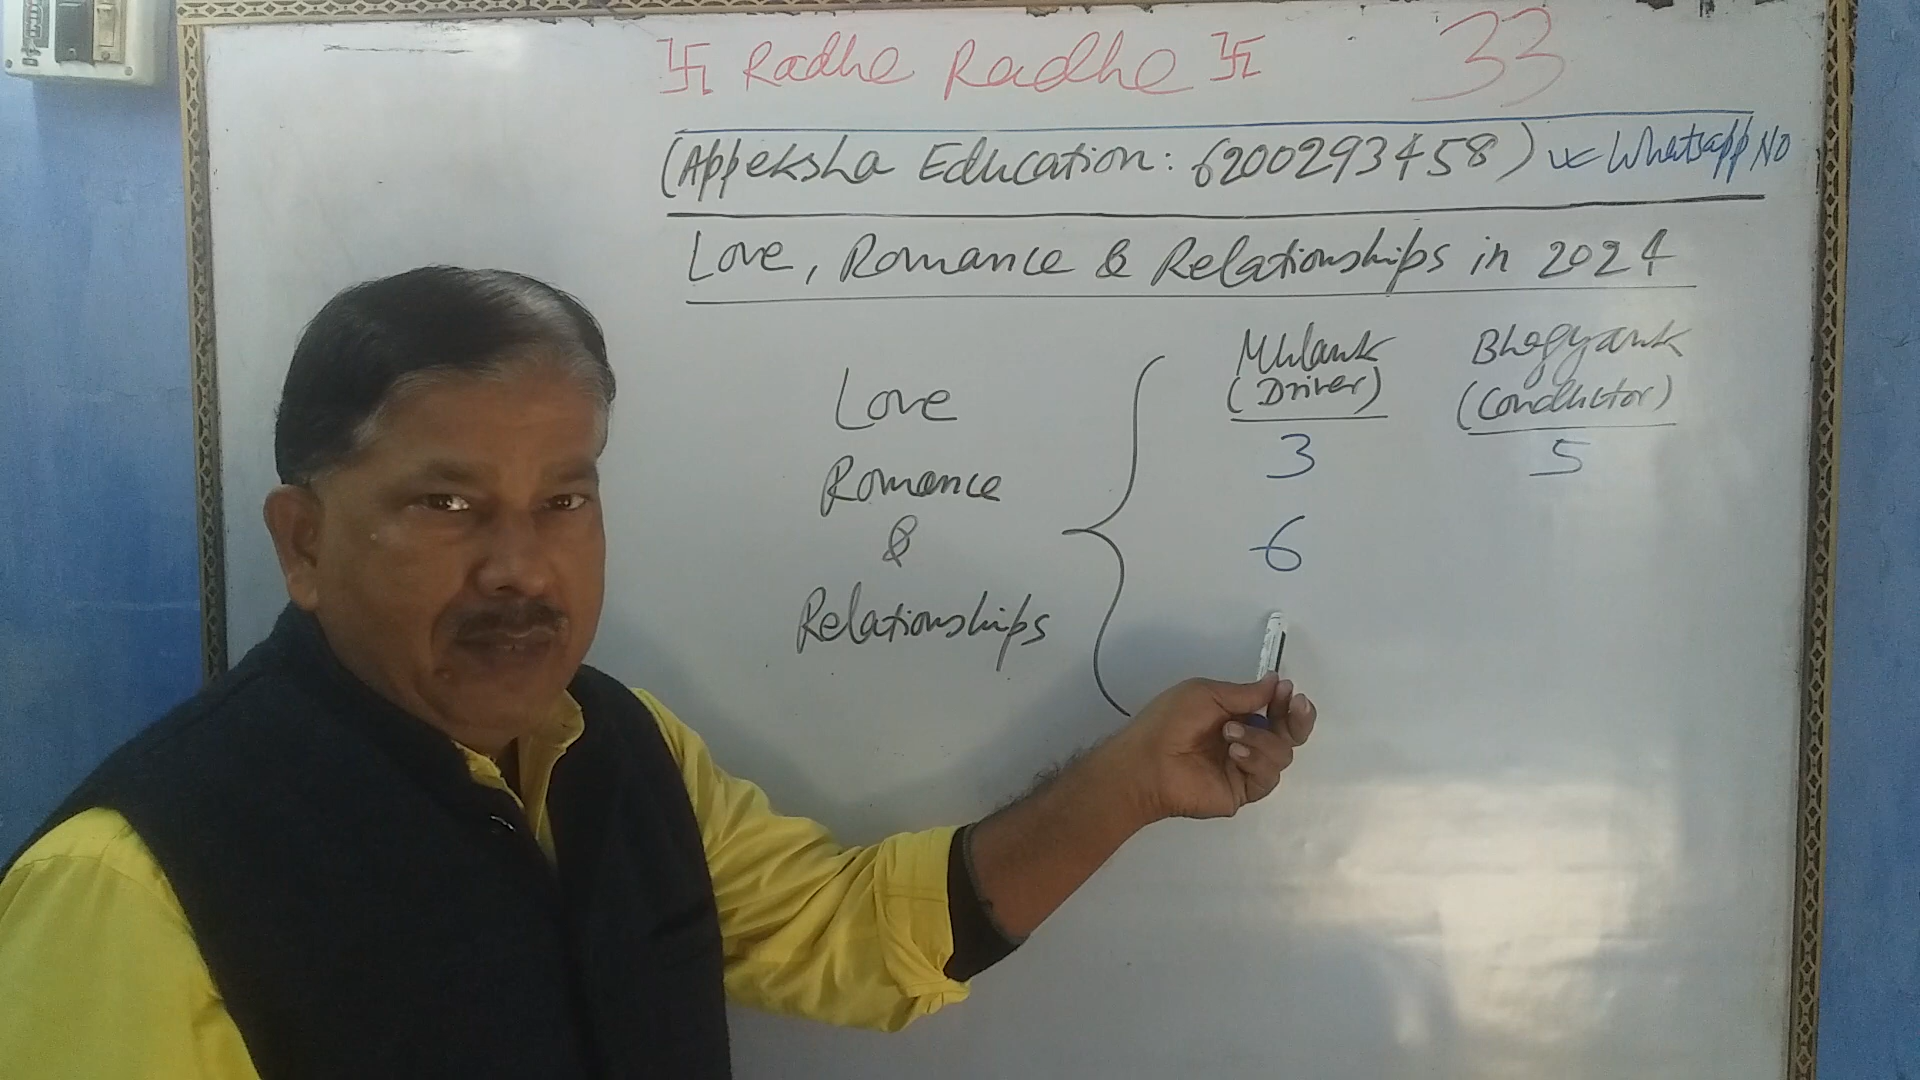 卐 Radhe Radhe 卐 33
(Appeksha Education: 6200293458) Whatsapp NO
Love, Romance & Relationships in 2024
Love
Romance
&
Relationships
Mulank
(Driver)
3
6
Bhagyank
(Conductor)
5